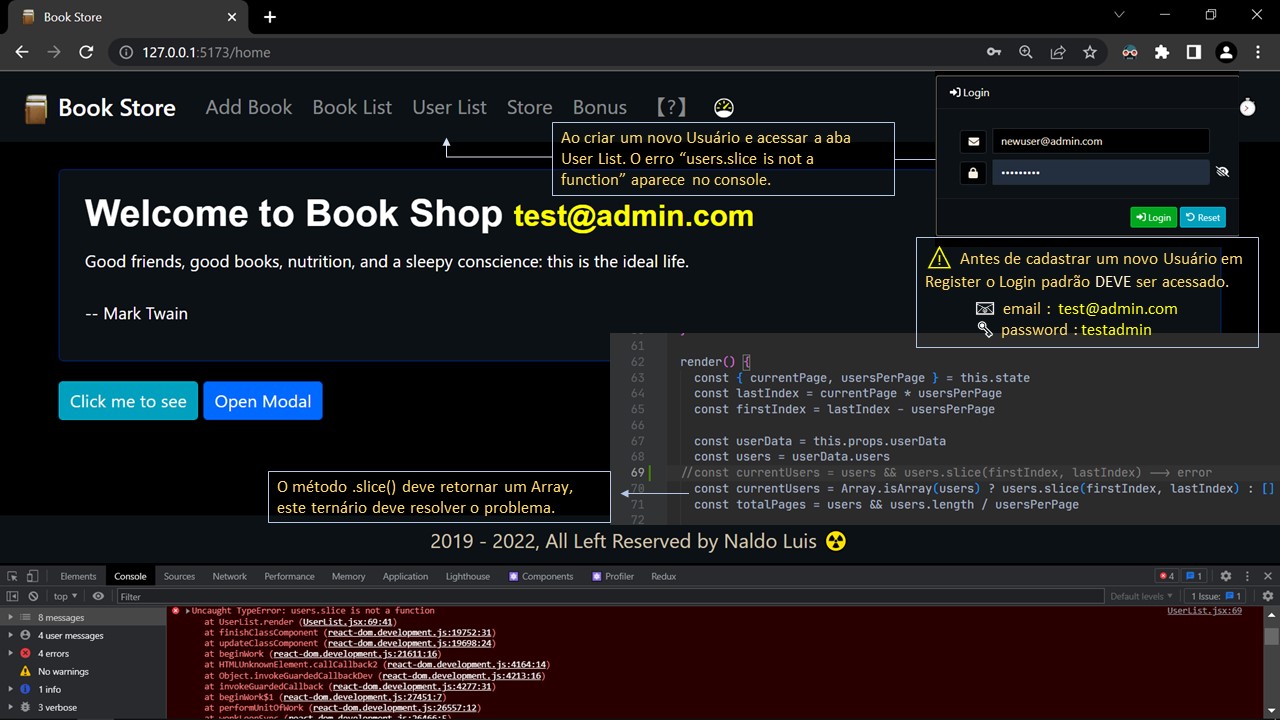 Book Store
127.0.0.1:5173/home
Book Store Add Book Book List User List Store Bonus 【?】
Login
newuser@admin.com
•••••••••
Login Reset
Ao criar um novo Usuário e acessar a aba
User List. O erro “users.slice is not a
function” aparece no console.
Welcome to Book Shop test@admin.com
Good friends, good books, nutrition, and a sleepy conscience: this is the ideal life.
-- Mark Twain
Click me to see Open Modal
Antes de cadastrar um novo Usuário em
Register o Login padrão DEVE ser acessado.
email : test@admin.com
password : testadmin
61
62 render() {
63 const { currentPage, usersPerPage } = this.state
64 const lastIndex = currentPage * usersPerPage
65 const firstIndex = lastIndex - usersPerPage
66
67 const userData = this.props.userData
68 const users = userData.users
69 //const currentUsers = users && users.slice(firstIndex, lastIndex) ⟶ error
70 const currentUsers = Array.isArray(users) ? users.slice(firstIndex, lastIndex) : []
71 const totalPages = users && users.length / usersPerPage
72
O método .slice() deve retornar um Array,
este ternário deve resolver o problema.
2019 - 2022, All Left Reserved by Naldo Luis
Elements Console Sources Network Performance Memory Application Lighthouse Components Profiler Redux 4 1
top Filter Default levels 1 Issue: 1
8 messages
4 user messages
4 errors
No warnings
1 info
3 verbose
Uncaught TypeError: users.slice is not a function UserList.jsx:69
at UserList.render (UserList.jsx:69:41)
at finishClassComponent (react-dom.development.js:19752:31)
at updateClassComponent (react-dom.development.js:19698:24)
at beginWork (react-dom.development.js:21611:16)
at HTMLUnknownElement.callCallback2 (react-dom.development.js:4164:14)
at Object.invokeGuardedCallbackDev (react-dom.development.js:4213:16)
at invokeGuardedCallback (react-dom.development.js:4277:31)
at beginWork$1 (react-dom.development.js:27451:7)
at performUnitOfWork (react-dom.development.js:26557:12)
at workLoopSync (react-dom.development.js:26466:5)